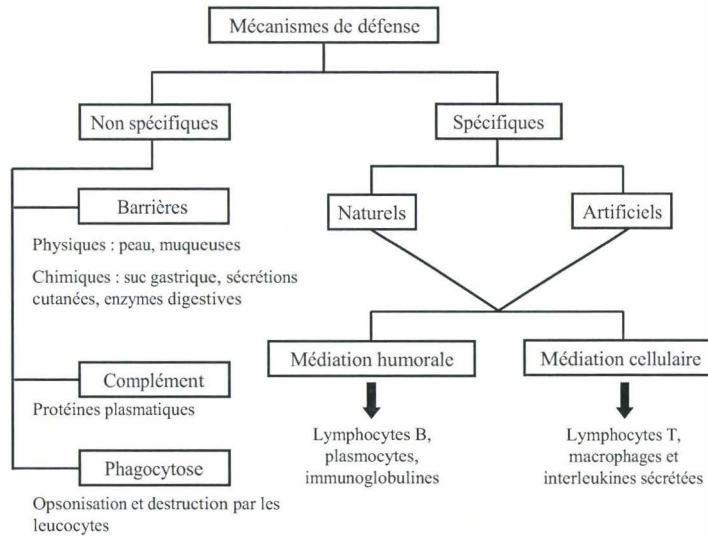 Mécanismes de défense
Non spécifiques
Spécifiques
Barrières
Physiques : peau, muqueuses
Chimiques : suc gastrique, sécrétions
cutanées, enzymes digestives
Complément
Protéines plasmatiques
Phagocytose
Opsonisation et destruction par les
leucocytes
Naturels
Artificiels
Médiation humorale
Lymphocytes B,
plasmocytes,
immunoglobulines
Médiation cellulaire
Lymphocytes T,
macrophages et
interleukines sécrétées